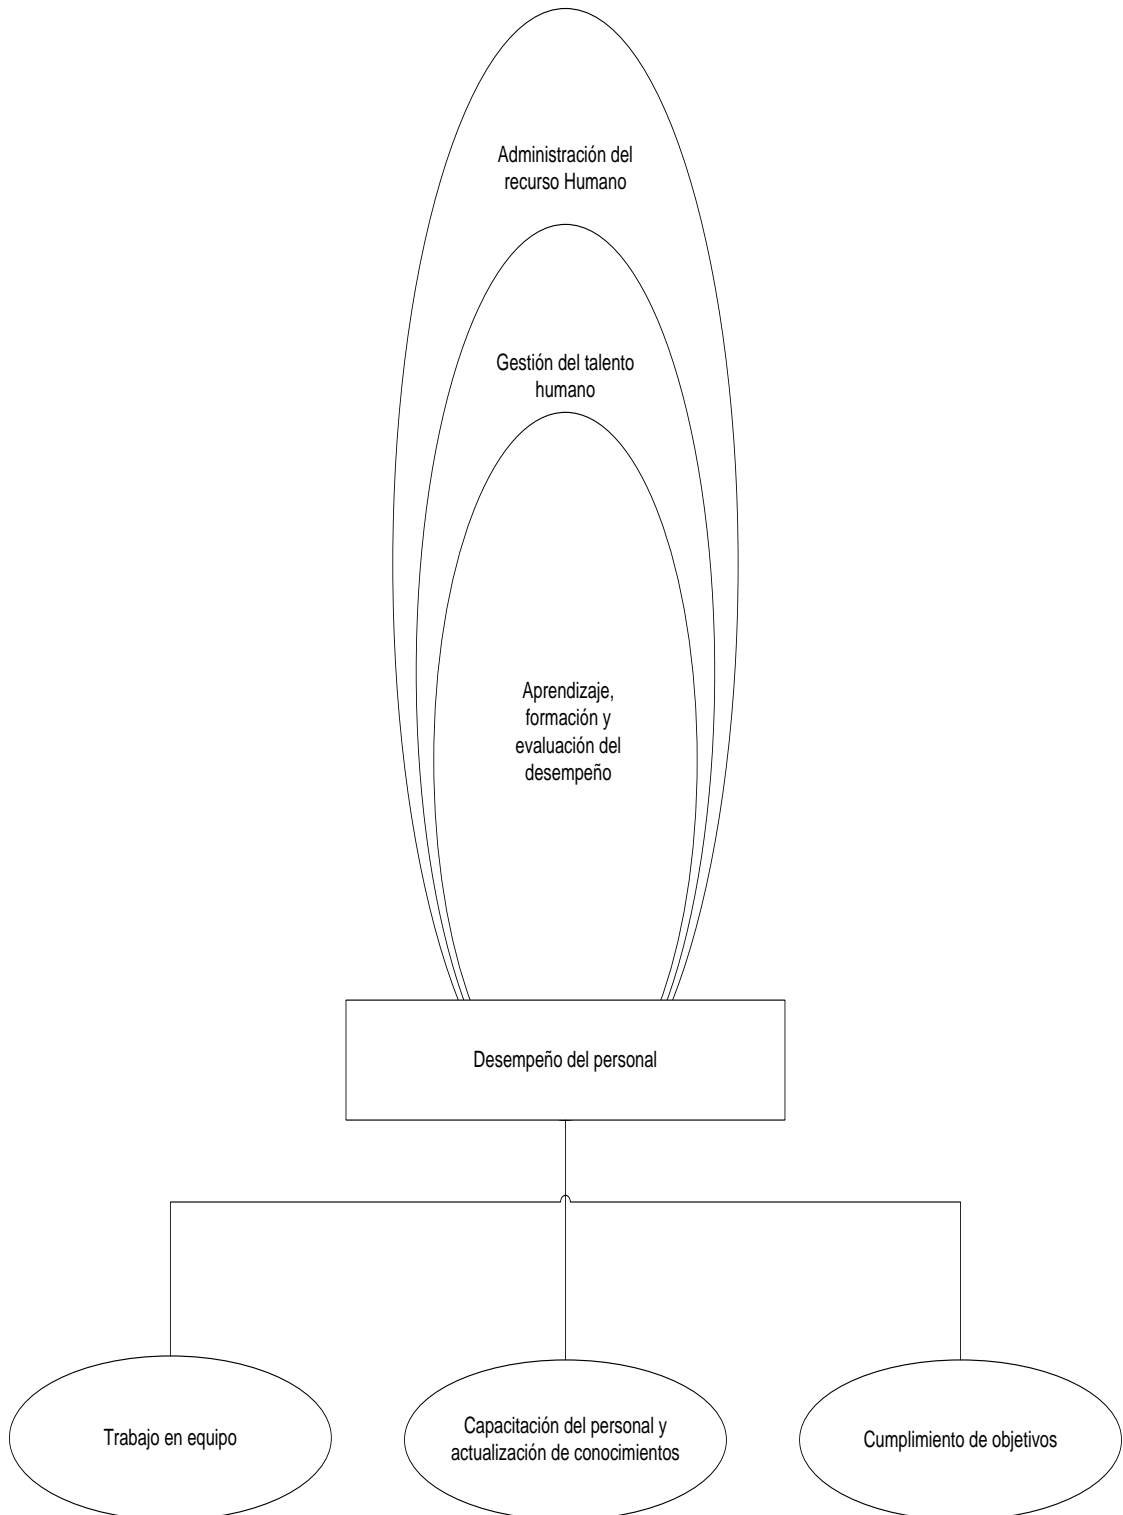 Administración del
recurso Humano
Gestión del talento
humano
Aprendizaje,
formación y
evaluación del
desempeño
Desempeño del personal
Trabajo en equipo
Capacitación del personal y
actualización de conocimientos
Cumplimiento de objetivos